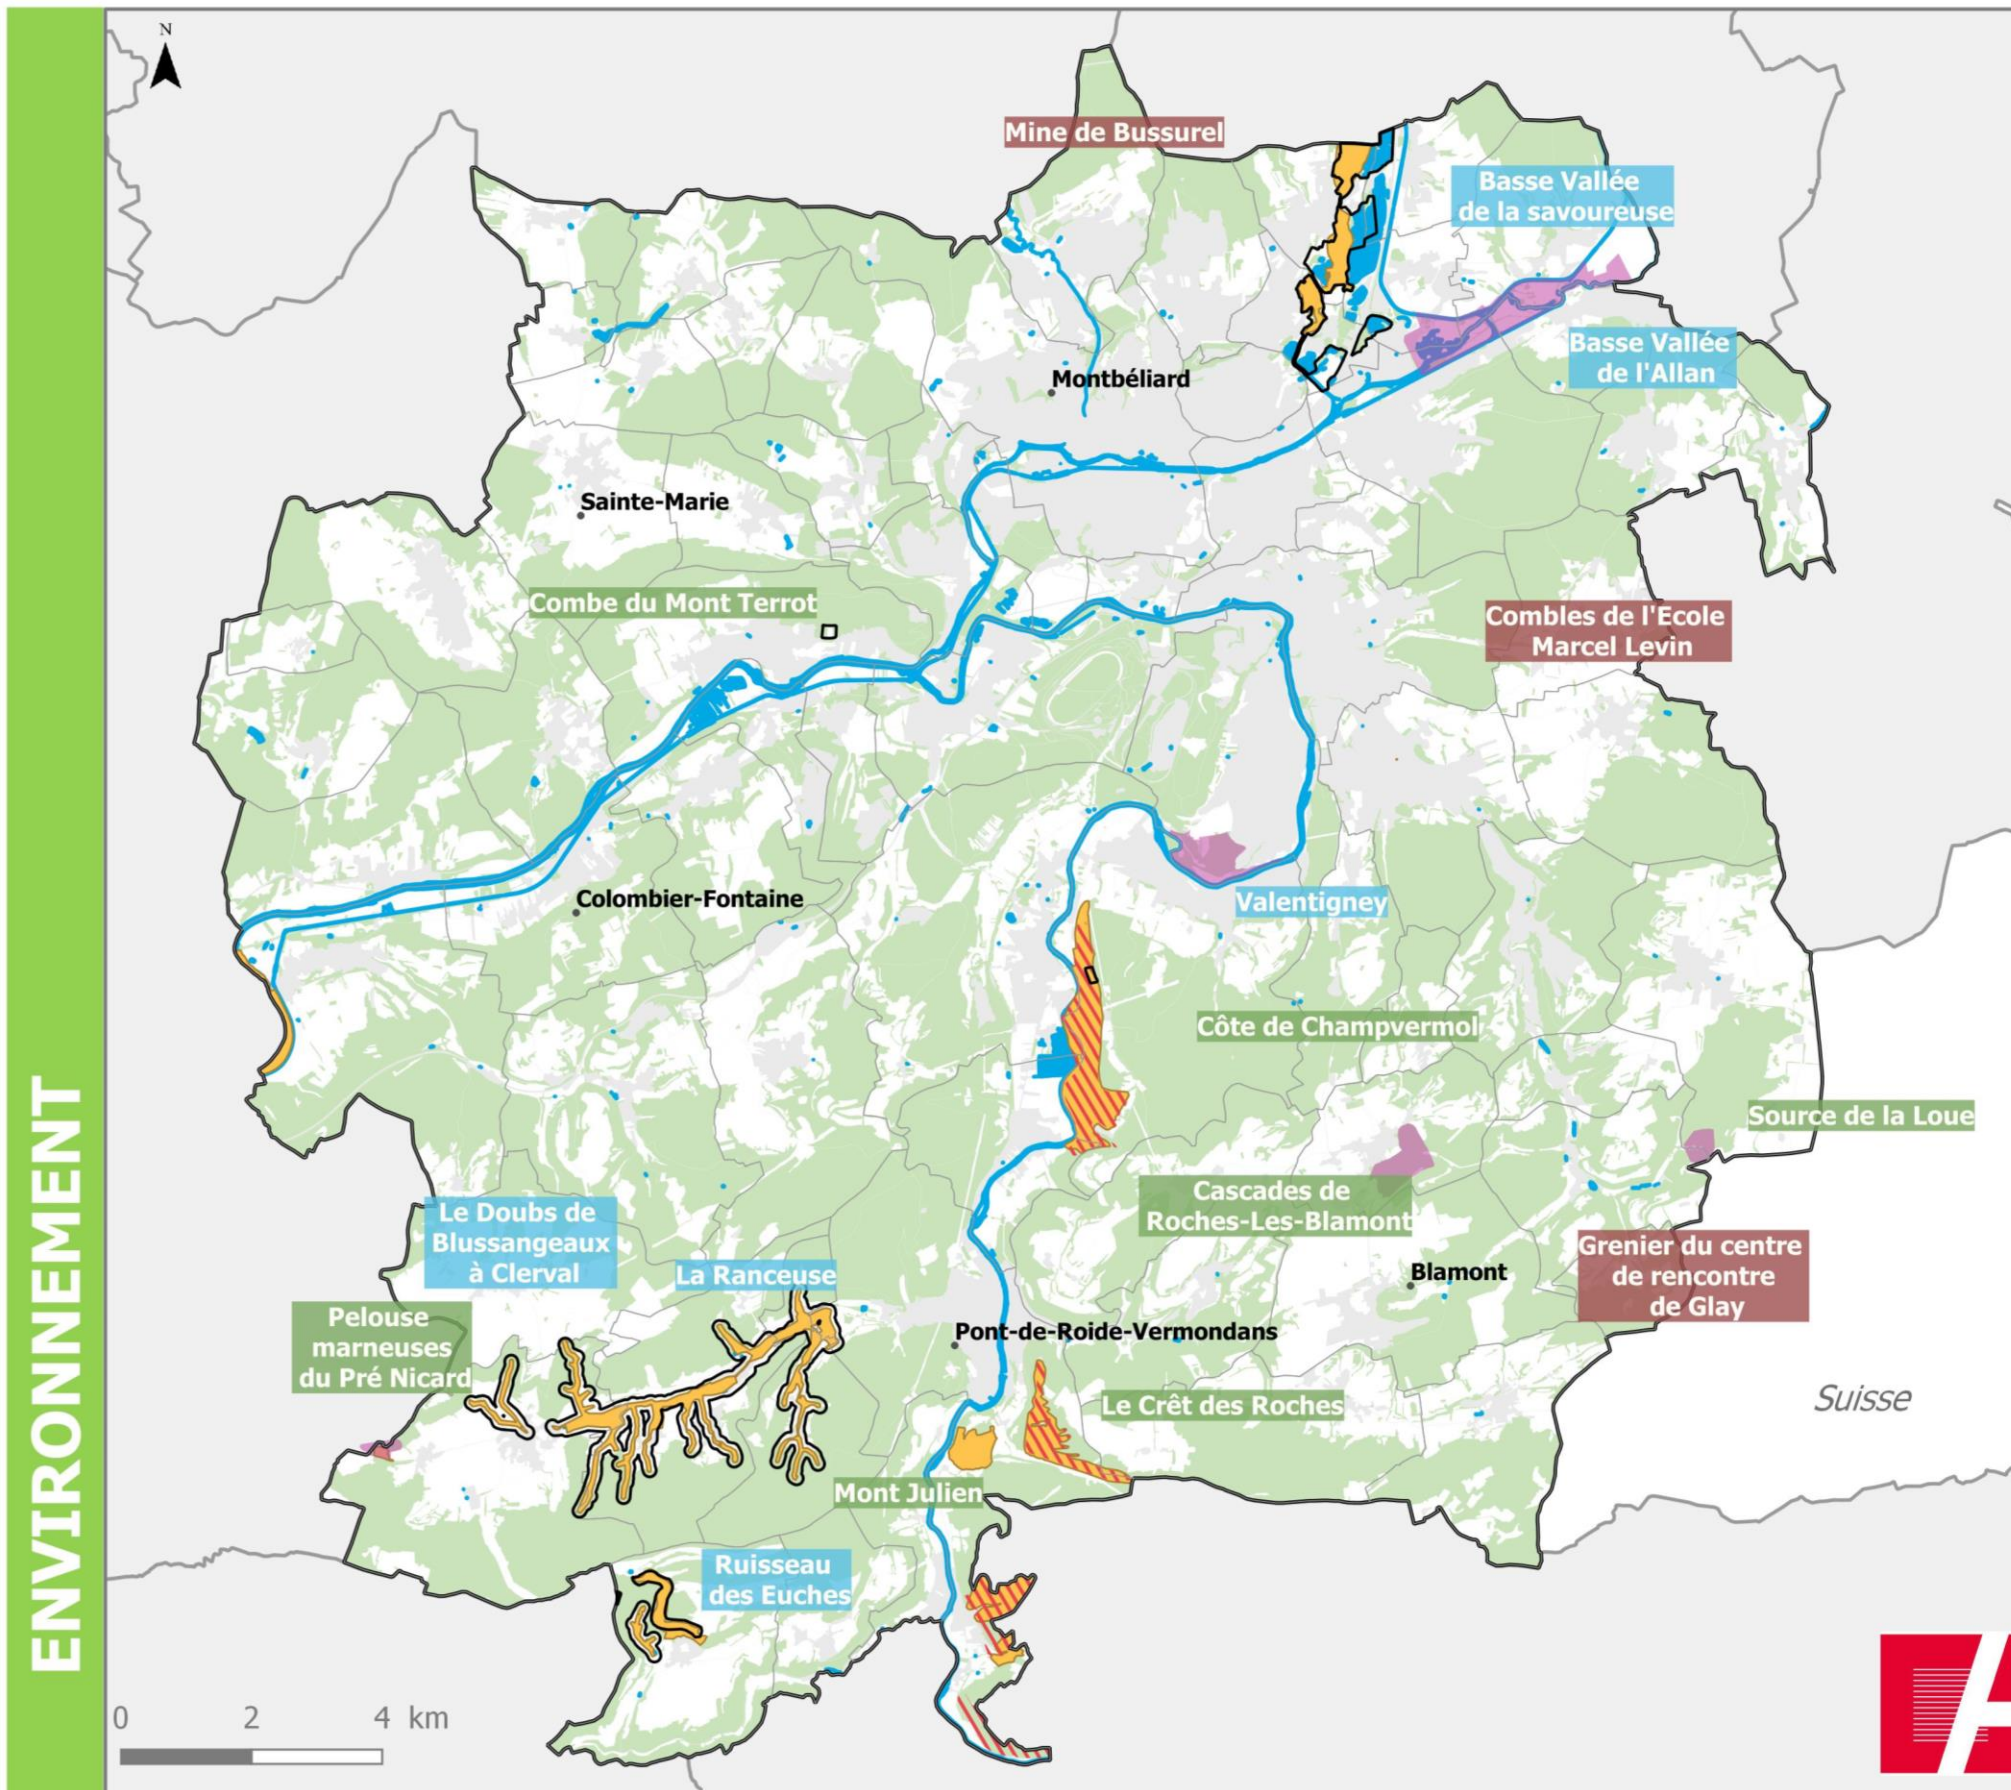 N
Mine de Bussurel
Basse Vallée
de la savoureuse
Basse Vallée
de l'Allan
Montbéliard
Sainte-Marie
Combe du Mont Terrot
Combles de l'Ecole
Marcel Levin
Colombier-Fontaine
Valentigney
Côte de Champvermol
Source de la Loue
Cascades de
Roches-Les-Blamont
Le Doubs de
Blussangeaux
à Clerval
La Ranceuse
Grenier du centre
de rencontre
de Glay
Blamont
Pelouse
marneuses
du Pré Nicard
Pont-de-Roide-Vermondans
Le Crêt des Roches
Suisse
Mont Julien
Ruisseau
des Euches
0 2 4 km
ENVIRONNEMENT
A